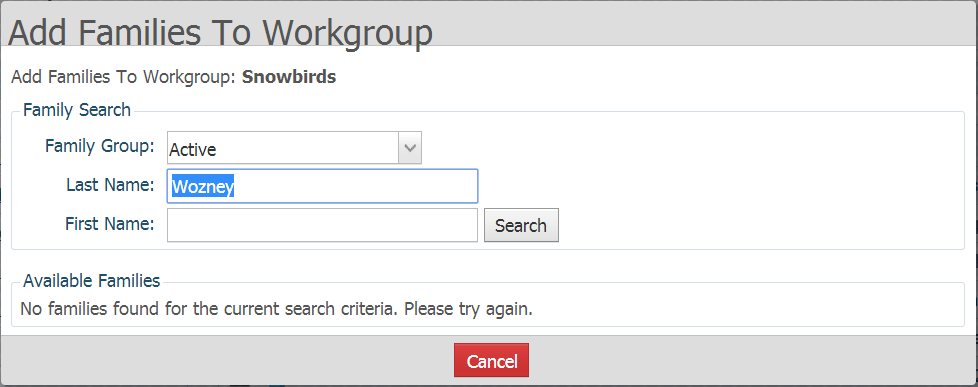 Add Families To Workgroup
Add Families To Workgroup: Snowbirds
Family Search
Family Group: Active
Last Name: Wozney
First Name: Search
Available Families
No families found for the current search criteria. Please try again.
Cancel